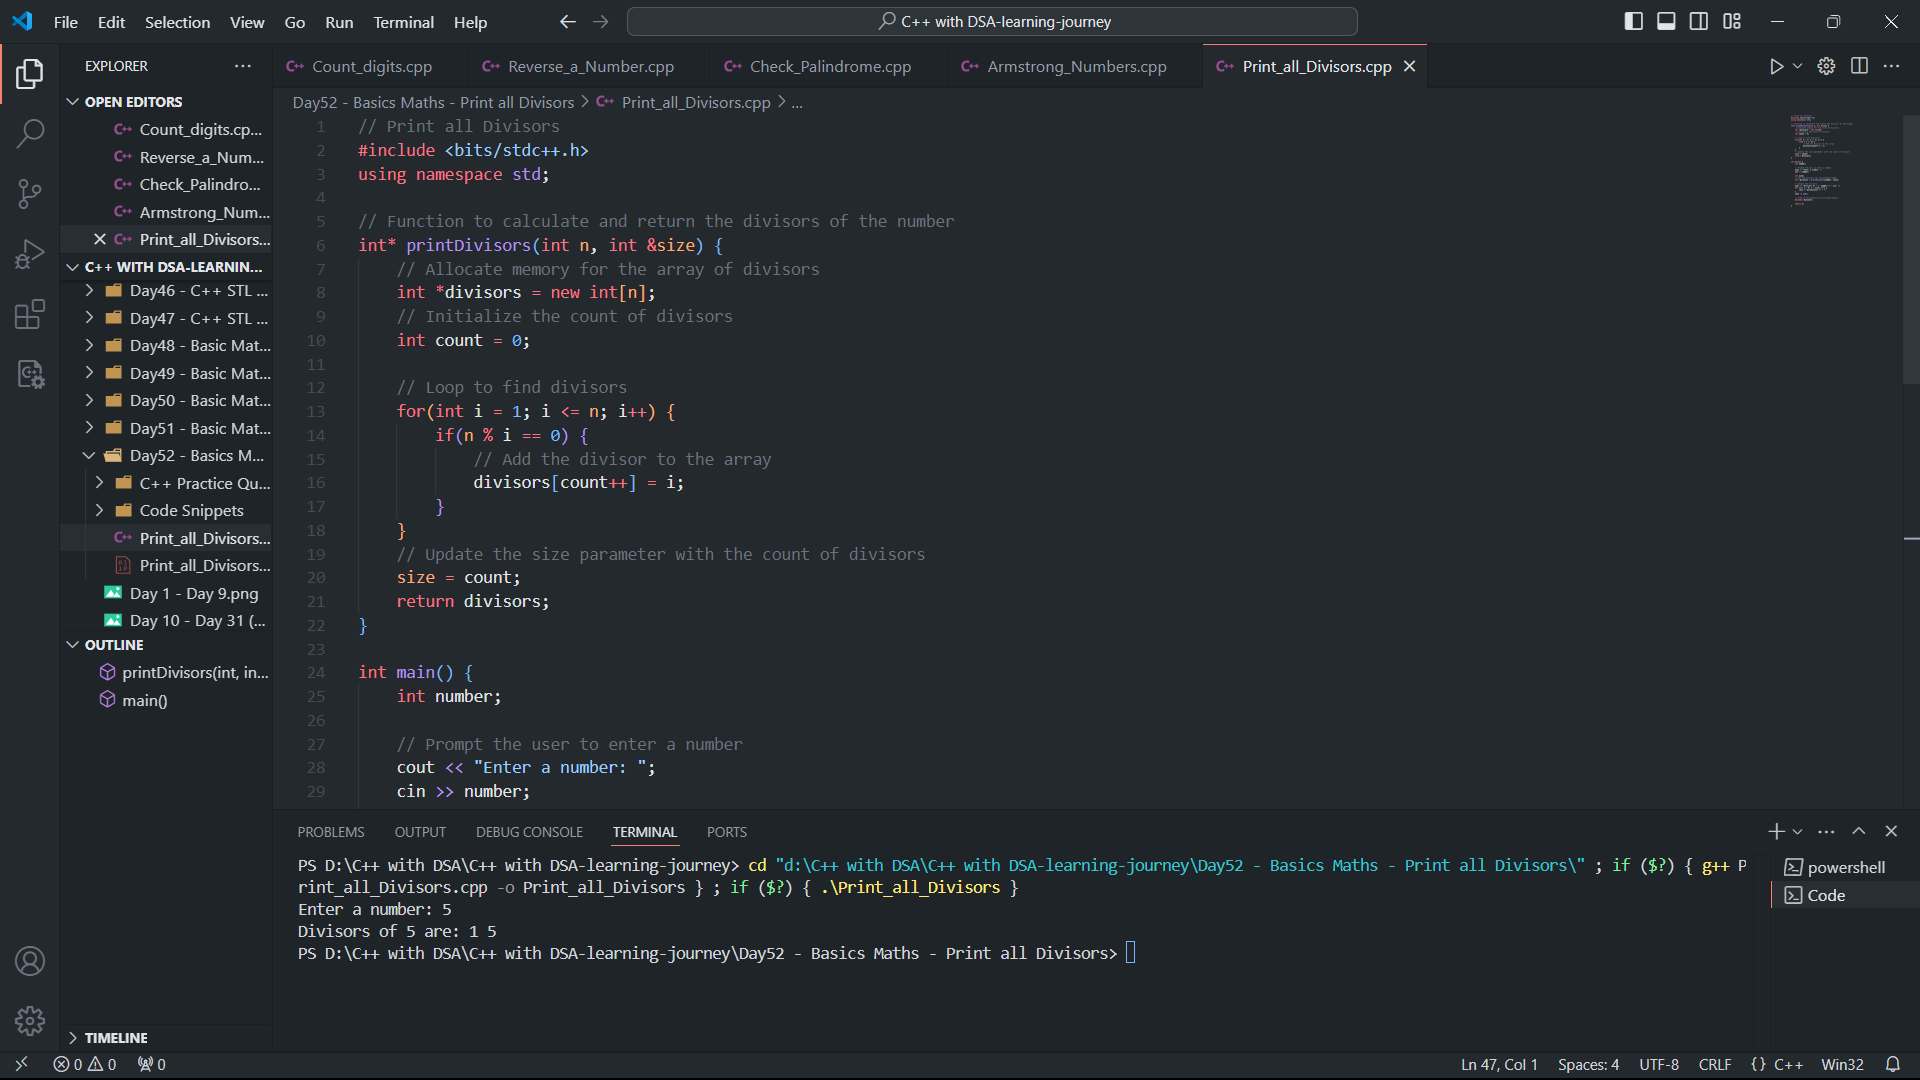 File Edit Selection View Go Run Terminal Help
C++ with DSA-learning-journey
EXPLORER
OPEN EDITORS
Count_digits.cp...
Reverse_a_Num...
Check_Palindro...
Armstrong_Num...
Print_all_Divisors...
C++ WITH DSA-LEARNIN...
Day46 - C++ STL ...
Day47 - C++ STL ...
Day48 - Basic Mat...
Day49 - Basic Mat...
Day50 - Basic Mat...
Day51 - Basic Mat...
Day52 - Basics M...
C++ Practice Qu...
Code Snippets
Print_all_Divisors...
Print_all_Divisors...
Day 1 - Day 9.png
Day 10 - Day 31 (...
OUTLINE
printDivisors(int, in...
main()
TIMELINE
Count_digits.cpp Reverse_a_Number.cpp Check_Palindrome.cpp Armstrong_Numbers.cpp Print_all_Divisors.cpp
Day52 - Basics Maths - Print all Divisors > Print_all_Divisors.cpp > ...
1 // Print all Divisors
2 #include <bits/stdc++.h>
3 using namespace std;
4
5 // Function to calculate and return the divisors of the number
6 int* printDivisors(int n, int &size) {
7 // Allocate memory for the array of divisors
8 int *divisors = new int[n];
9 // Initialize the count of divisors
10 int count = 0;
11
12 // Loop to find divisors
13 for(int i = 1; i <= n; i++) {
14 if(n % i == 0) {
15 // Add the divisor to the array
16 divisors[count++] = i;
17 }
18 }
19 // Update the size parameter with the count of divisors
20 size = count;
21 return divisors;
22 }
23
24 int main() {
25 int number;
26
27 // Prompt the user to enter a number
28 cout << "Enter a number: ";
29 cin >> number;
PROBLEMS OUTPUT DEBUG CONSOLE TERMINAL PORTS
PS D:\C++ with DSA\C++ with DSA-learning-journey> cd "d:\C++ with DSA\C++ with DSA-learning-journey\Day52 - Basics Maths - Print all Divisors\" ; if ($?) { g++ P
rint_all_Divisors.cpp -o Print_all_Divisors } ; if ($?) { .\Print_all_Divisors }
Enter a number: 5
Divisors of 5 are: 1 5
PS D:\C++ with DSA\C++ with DSA-learning-journey\Day52 - Basics Maths - Print all Divisors>
powershell
Code
0 0 0 Ln 47, Col 1 Spaces: 4 UTF-8 CRLF {} C++ Win32